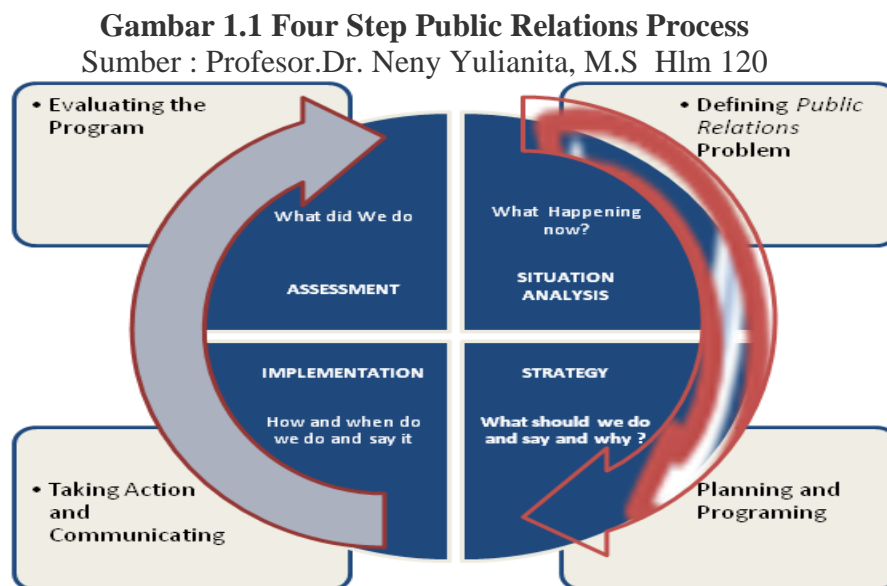 Gambar 1.1 Four Step Public Relations Process
Sumber : Profesor.Dr. Neny Yulianita, M.S Hlm 120
• Evaluating the
Program
• Defining Public
Relations
Problem
What did We do
ASSESSMENT
What Happening
now?
SITUATION
ANALYSIS
IMPLEMENTATION
How and when do
we do and say it
STRATEGY
What should we do
and say and why ?
• Taking Action
and
Communicating
Planning and
Programing